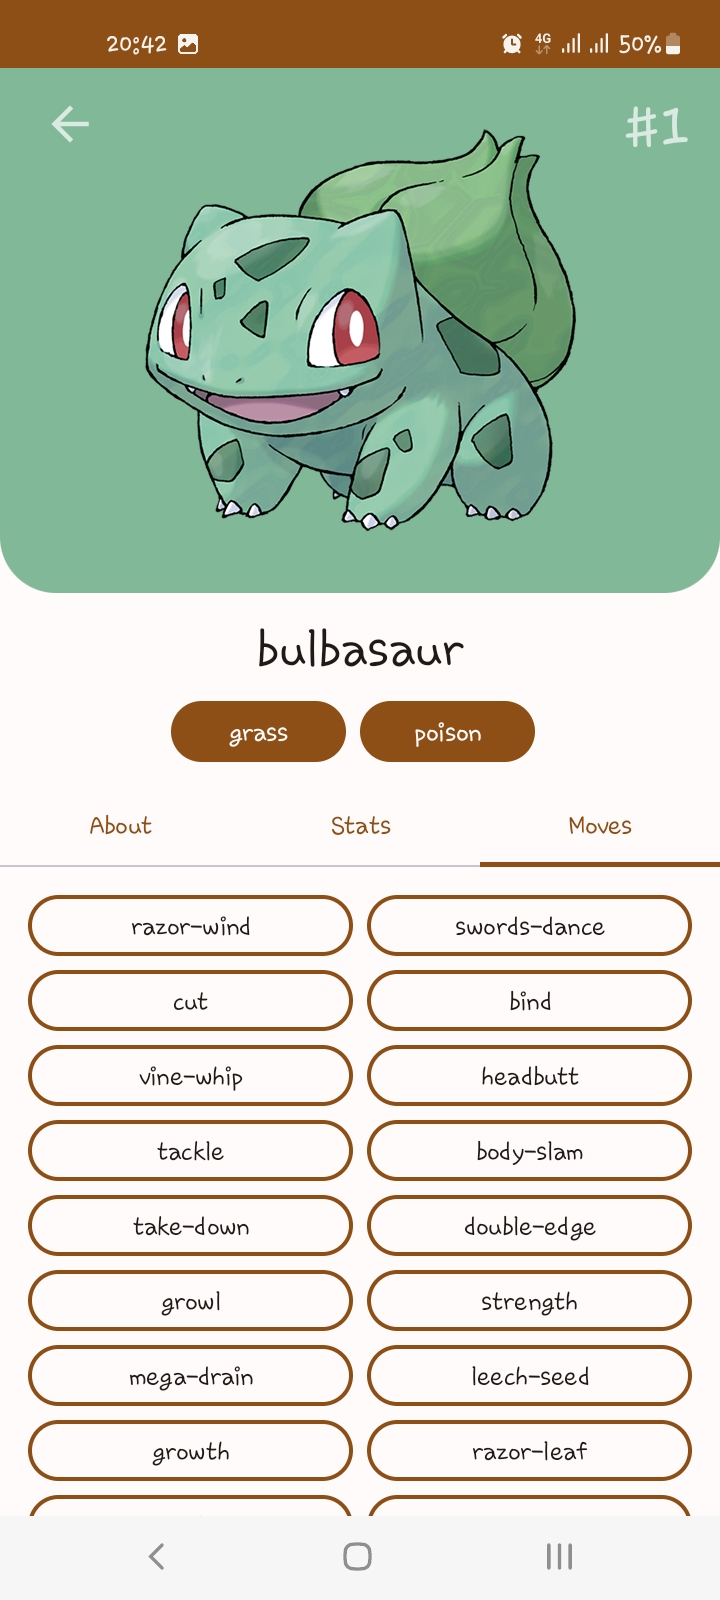 20:42 4G 50%
#1
bulbasaur
grass poison
About Stats Moves
razor-wind swords-dance
cut bind
vine-whip headbutt
tackle body-slam
take-down double-edge
growl strength
mega-drain leech-seed
growth razor-leaf